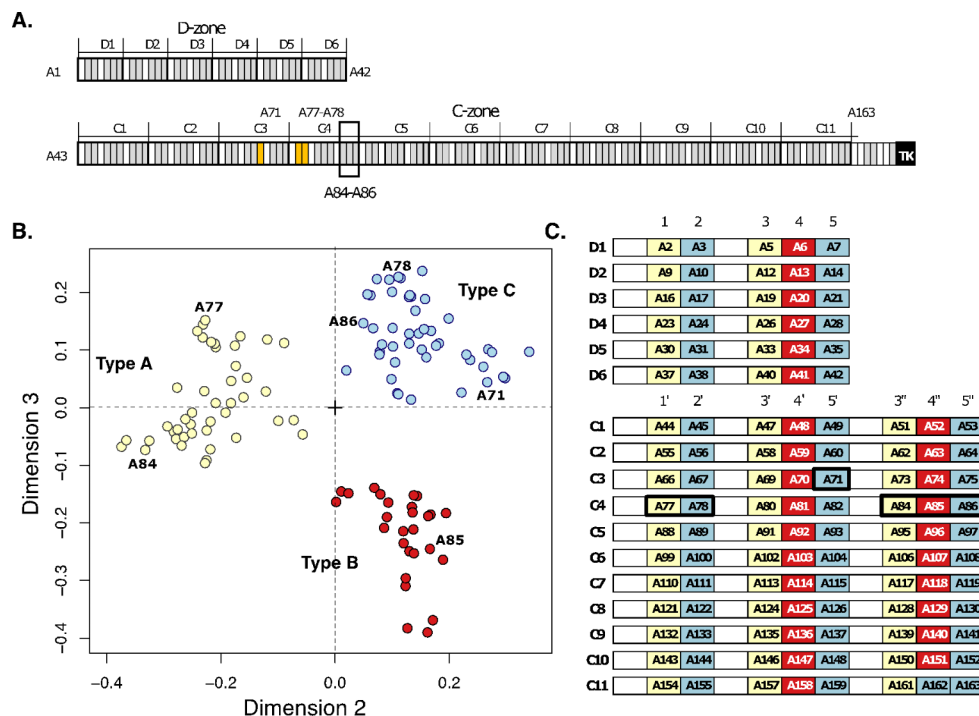 A.
D-zone
D1 D2 D3 D4 D5 D6
A1 A42
A71 A77-A78 C-zone A163
C1 C2 C3 C4 C5 C6 C7 C8 C9 C10 C11
A43 TK
A84-A86
B.
Dimension 3
0.2
0.1
0.0
−0.1
−0.2
−0.3
−0.4
−0.4 −0.2 0.0 0.2
Dimension 2
A78
A77
Type C
A86
Type A
A71
A84
A85
Type B
C.
1 2 3 4 5
D1 A2 A3 A5 A6 A7
D2 A9 A10 A12 A13 A14
D3 A16 A17 A19 A20 A21
D4 A23 A24 A26 A27 A28
D5 A30 A31 A33 A34 A35
D6 A37 A38 A40 A41 A42
1' 2' 3' 4' 5' 3" 4" 5"
C1 A44 A45 A47 A48 A49 A51 A52 A53
C2 A55 A56 A58 A59 A60 A62 A63 A64
C3 A66 A67 A69 A70 A71 A73 A74 A75
C4 A77 A78 A80 A81 A82 A84 A85 A86
C5 A88 A89 A91 A92 A93 A95 A96 A97
C6 A99 A100 A102 A103 A104 A106 A107 A108
C7 A110 A111 A113 A114 A115 A117 A118 A119
C8 A121 A122 A124 A125 A126 A128 A129 A130
C9 A132 A133 A135 A136 A137 A139 A140 A141
C10 A143 A144 A146 A147 A148 A150 A151 A152
C11 A154 A155 A157 A158 A159 A161 A162 A163